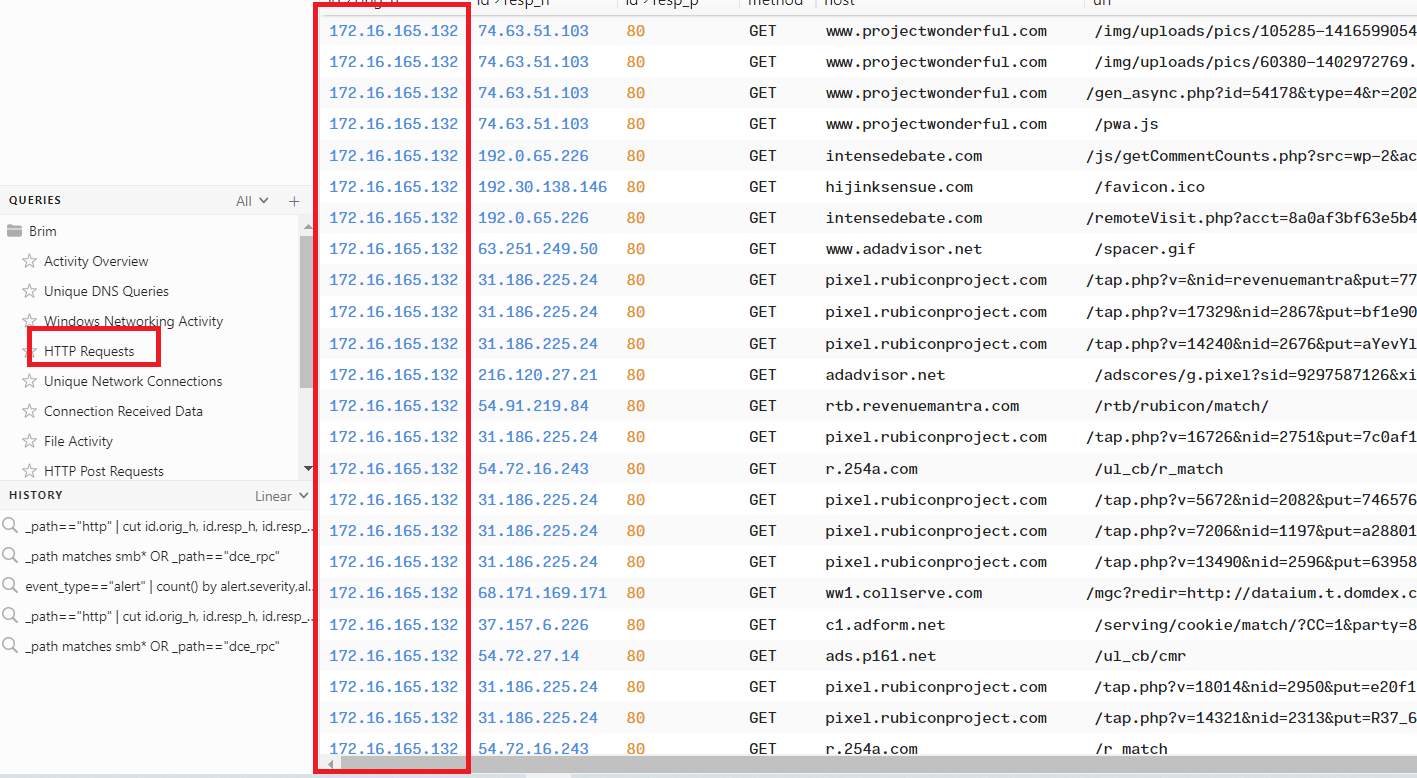 id > orig_h id > resp_h id > resp_p method host uri
172.16.165.132 74.63.51.103 80 GET www.projectwonderful.com /img/uploads/pics/105285-1416599054
172.16.165.132 74.63.51.103 80 GET www.projectwonderful.com /img/uploads/pics/60380-1402972769.
172.16.165.132 74.63.51.103 80 GET www.projectwonderful.com /gen_async.php?id=54178&type=4&r=202
172.16.165.132 74.63.51.103 80 GET www.projectwonderful.com /pwa.js
172.16.165.132 192.0.65.226 80 GET intensedebate.com /js/getCommentCounts.php?src=wp-2&ac
172.16.165.132 192.30.138.146 80 GET hijinksensue.com /favicon.ico
172.16.165.132 192.0.65.226 80 GET intensedebate.com /remoteVisit.php?acct=8a0af3bf63e5b4
172.16.165.132 63.251.249.50 80 GET www.adadvisor.net /spacer.gif
172.16.165.132 31.186.225.24 80 GET pixel.rubiconproject.com /tap.php?v=&nid=revenuemantra&put=77
172.16.165.132 31.186.225.24 80 GET pixel.rubiconproject.com /tap.php?v=17329&nid=2867&put=bf1e90
172.16.165.132 31.186.225.24 80 GET pixel.rubiconproject.com /tap.php?v=14240&nid=2676&put=aYevYl
172.16.165.132 216.120.27.21 80 GET adadvisor.net /adscores/g.pixel?sid=9297587126&xi
172.16.165.132 54.91.219.84 80 GET rtb.revenuemantra.com /rtb/rubicon/match/
172.16.165.132 31.186.225.24 80 GET pixel.rubiconproject.com /tap.php?v=16726&nid=2751&put=7c0af1
172.16.165.132 54.72.16.243 80 GET r.254a.com /ul_cb/r_match
172.16.165.132 31.186.225.24 80 GET pixel.rubiconproject.com /tap.php?v=5672&nid=2082&put=746576
172.16.165.132 31.186.225.24 80 GET pixel.rubiconproject.com /tap.php?v=7206&nid=1197&put=a28801
172.16.165.132 31.186.225.24 80 GET pixel.rubiconproject.com /tap.php?v=13490&nid=2596&put=63958
172.16.165.132 68.171.169.171 80 GET ww1.collserve.com /mgc?redir=http://dataium.t.domdex.c
172.16.165.132 37.157.6.226 80 GET c1.adform.net /serving/cookie/match/?CC=1&party=8
172.16.165.132 54.72.27.14 80 GET ads.p161.net /ul_cb/cmr
172.16.165.132 31.186.225.24 80 GET pixel.rubiconproject.com /tap.php?v=18014&nid=2950&put=e20f1
172.16.165.132 31.186.225.24 80 GET pixel.rubiconproject.com /tap.php?v=14321&nid=2313&put=R37_6
172.16.165.132 54.72.16.243 80 GET r.254a.com /r_match
QUERIES All +
Brim
Activity Overview
Unique DNS Queries
Windows Networking Activity
HTTP Requests
Unique Network Connections
Connection Received Data
File Activity
HTTP Post Requests
HISTORY Linear
_path=="http" | cut id.orig_h, id.resp_h, id.resp_...
_path matches smb* OR _path=="dce_rpc"
event_type=="alert" | count() by alert.severity,al...
_path=="http" | cut id.orig_h, id.resp_h, id.resp_...
_path matches smb* OR _path=="dce_rpc"